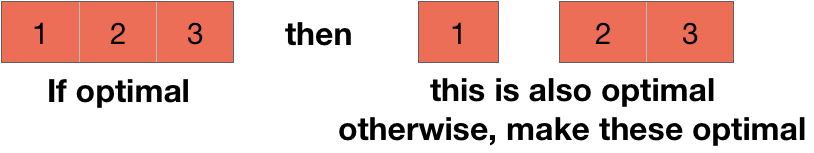 1 2 3 then 1 2 3
If optimal
this is also optimal
otherwise, make these optimal